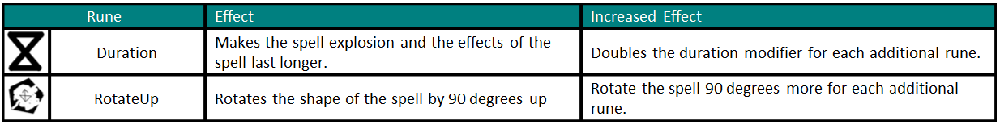 Rune Effect Increased Effect
Duration
Makes the spell explosion and the effects of the
spell last longer.
Doubles the duration modifier for each additional rune.
RotateUp
Rotates the shape of the spell by 90 degrees up
Rotate the spell 90 degrees more for each additional
rune.